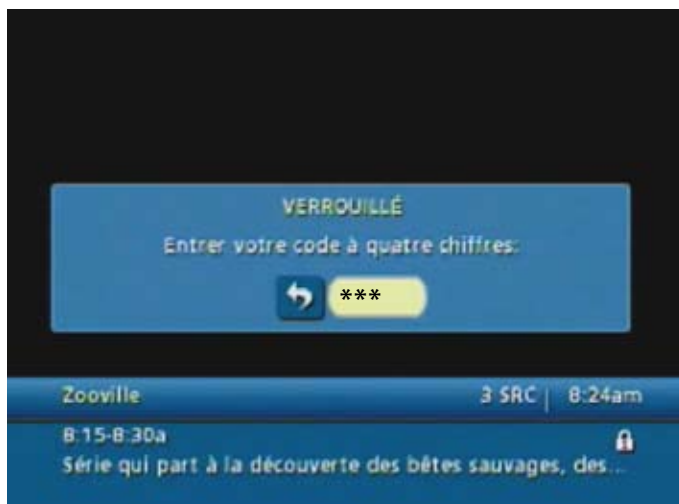 VERROUILLÉ
Entrer votre code à quatre chiffres:
***
Zooville 3 SRC | 8:24am
8:15-8:30a
Série qui part à la découverte des bêtes sauvages, des...